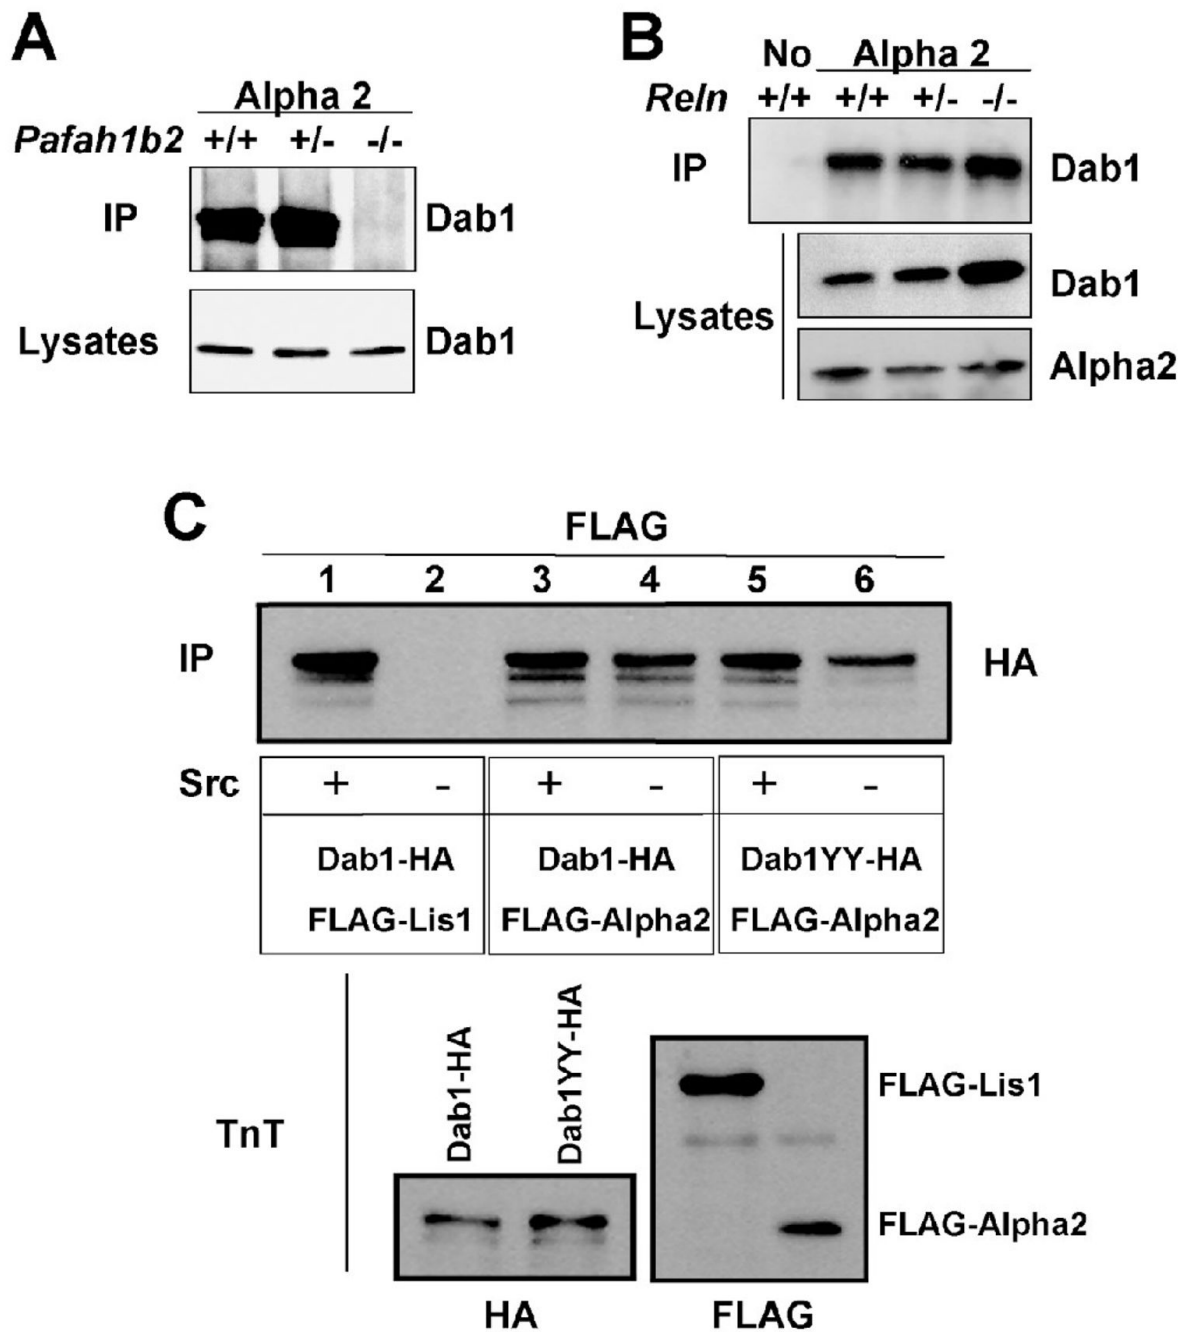 A
Alpha 2
Pafah1b2 +/+ +/- -/-
IP Dab1
Lysates Dab1
B
No Alpha 2
Reln +/+ +/+ +/- -/-
IP Dab1
Dab1
Lysates
Alpha2
C
FLAG
1 2 3 4 5 6
IP HA
Src + - + - + -
Dab1-HA Dab1-HA Dab1YY-HA
FLAG-Lis1 FLAG-Alpha2 FLAG-Alpha2
Dab1-HA
Dab1YY-HA
TnT
FLAG-Lis1
FLAG-Alpha2
HA FLAG